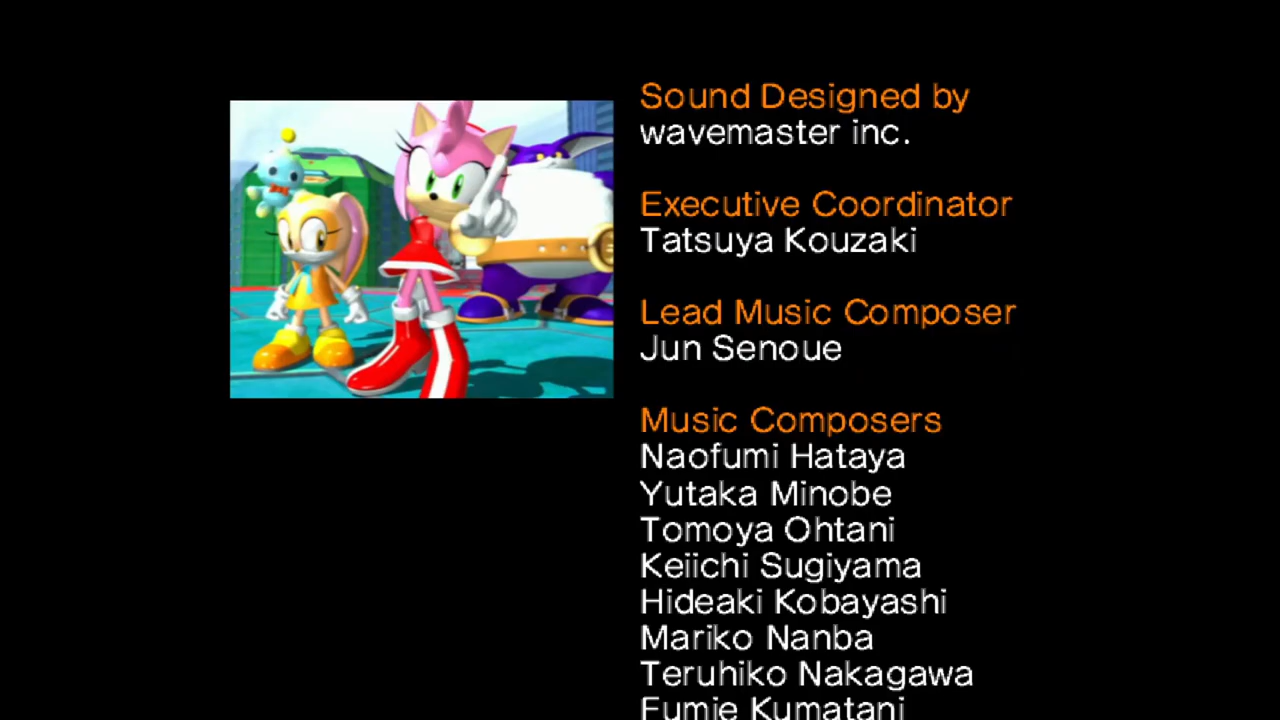 Sound Designed by
wavemaster inc.
Executive Coordinator
Tatsuya Kouzaki
Lead Music Composer
Jun Senoue
Music Composers
Naofumi Hataya
Yutaka Minobe
Tomoya Ohtani
Keiichi Sugiyama
Hideaki Kobayashi
Mariko Nanba
Teruhiko Nakagawa
Fumie Kumatani